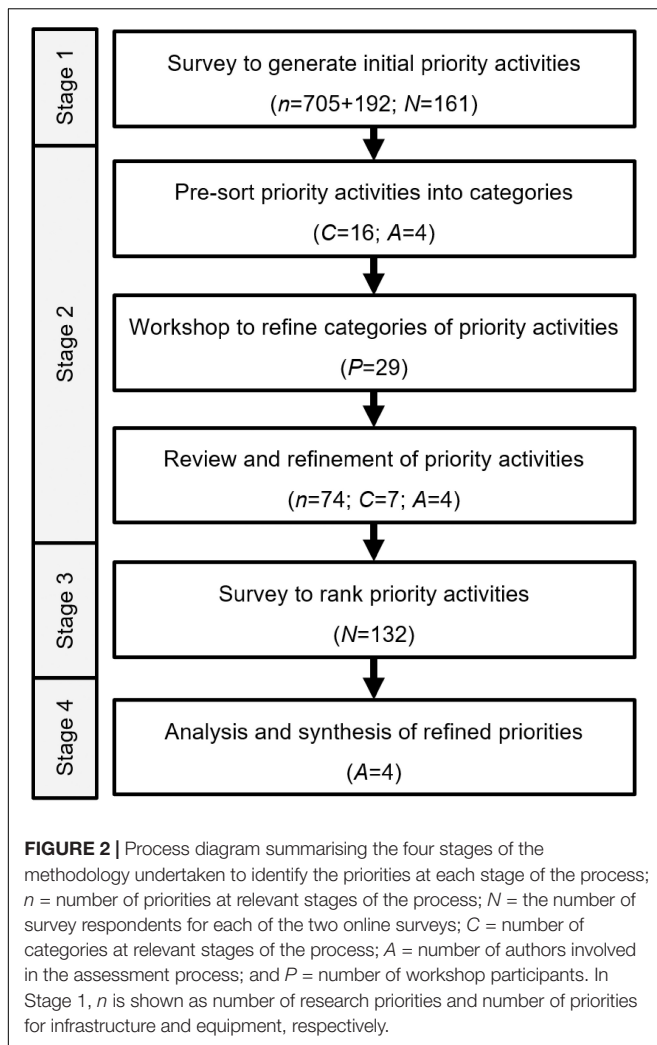 Stage 1
Survey to generate initial priority activities
(n=705+192; N=161)
Stage 2
Pre-sort priority activities into categories
(C=16; A=4)
Workshop to refine categories of priority activities
(P=29)
Review and refinement of priority activities
(n=74; C=7; A=4)
Stage 3
Survey to rank priority activities
(N=132)
Stage 4
Analysis and synthesis of refined priorities
(A=4)
FIGURE 2 | Process diagram summarising the four stages of the
methodology undertaken to identify the priorities at each stage of the process;
n = number of priorities at relevant stages of the process; N = the number of
survey respondents for each of the two online surveys; C = number of
categories at relevant stages of the process; A = number of authors involved
in the assessment process; and P = number of workshop participants. In
Stage 1, n is shown as number of research priorities and number of priorities
for infrastructure and equipment, respectively.